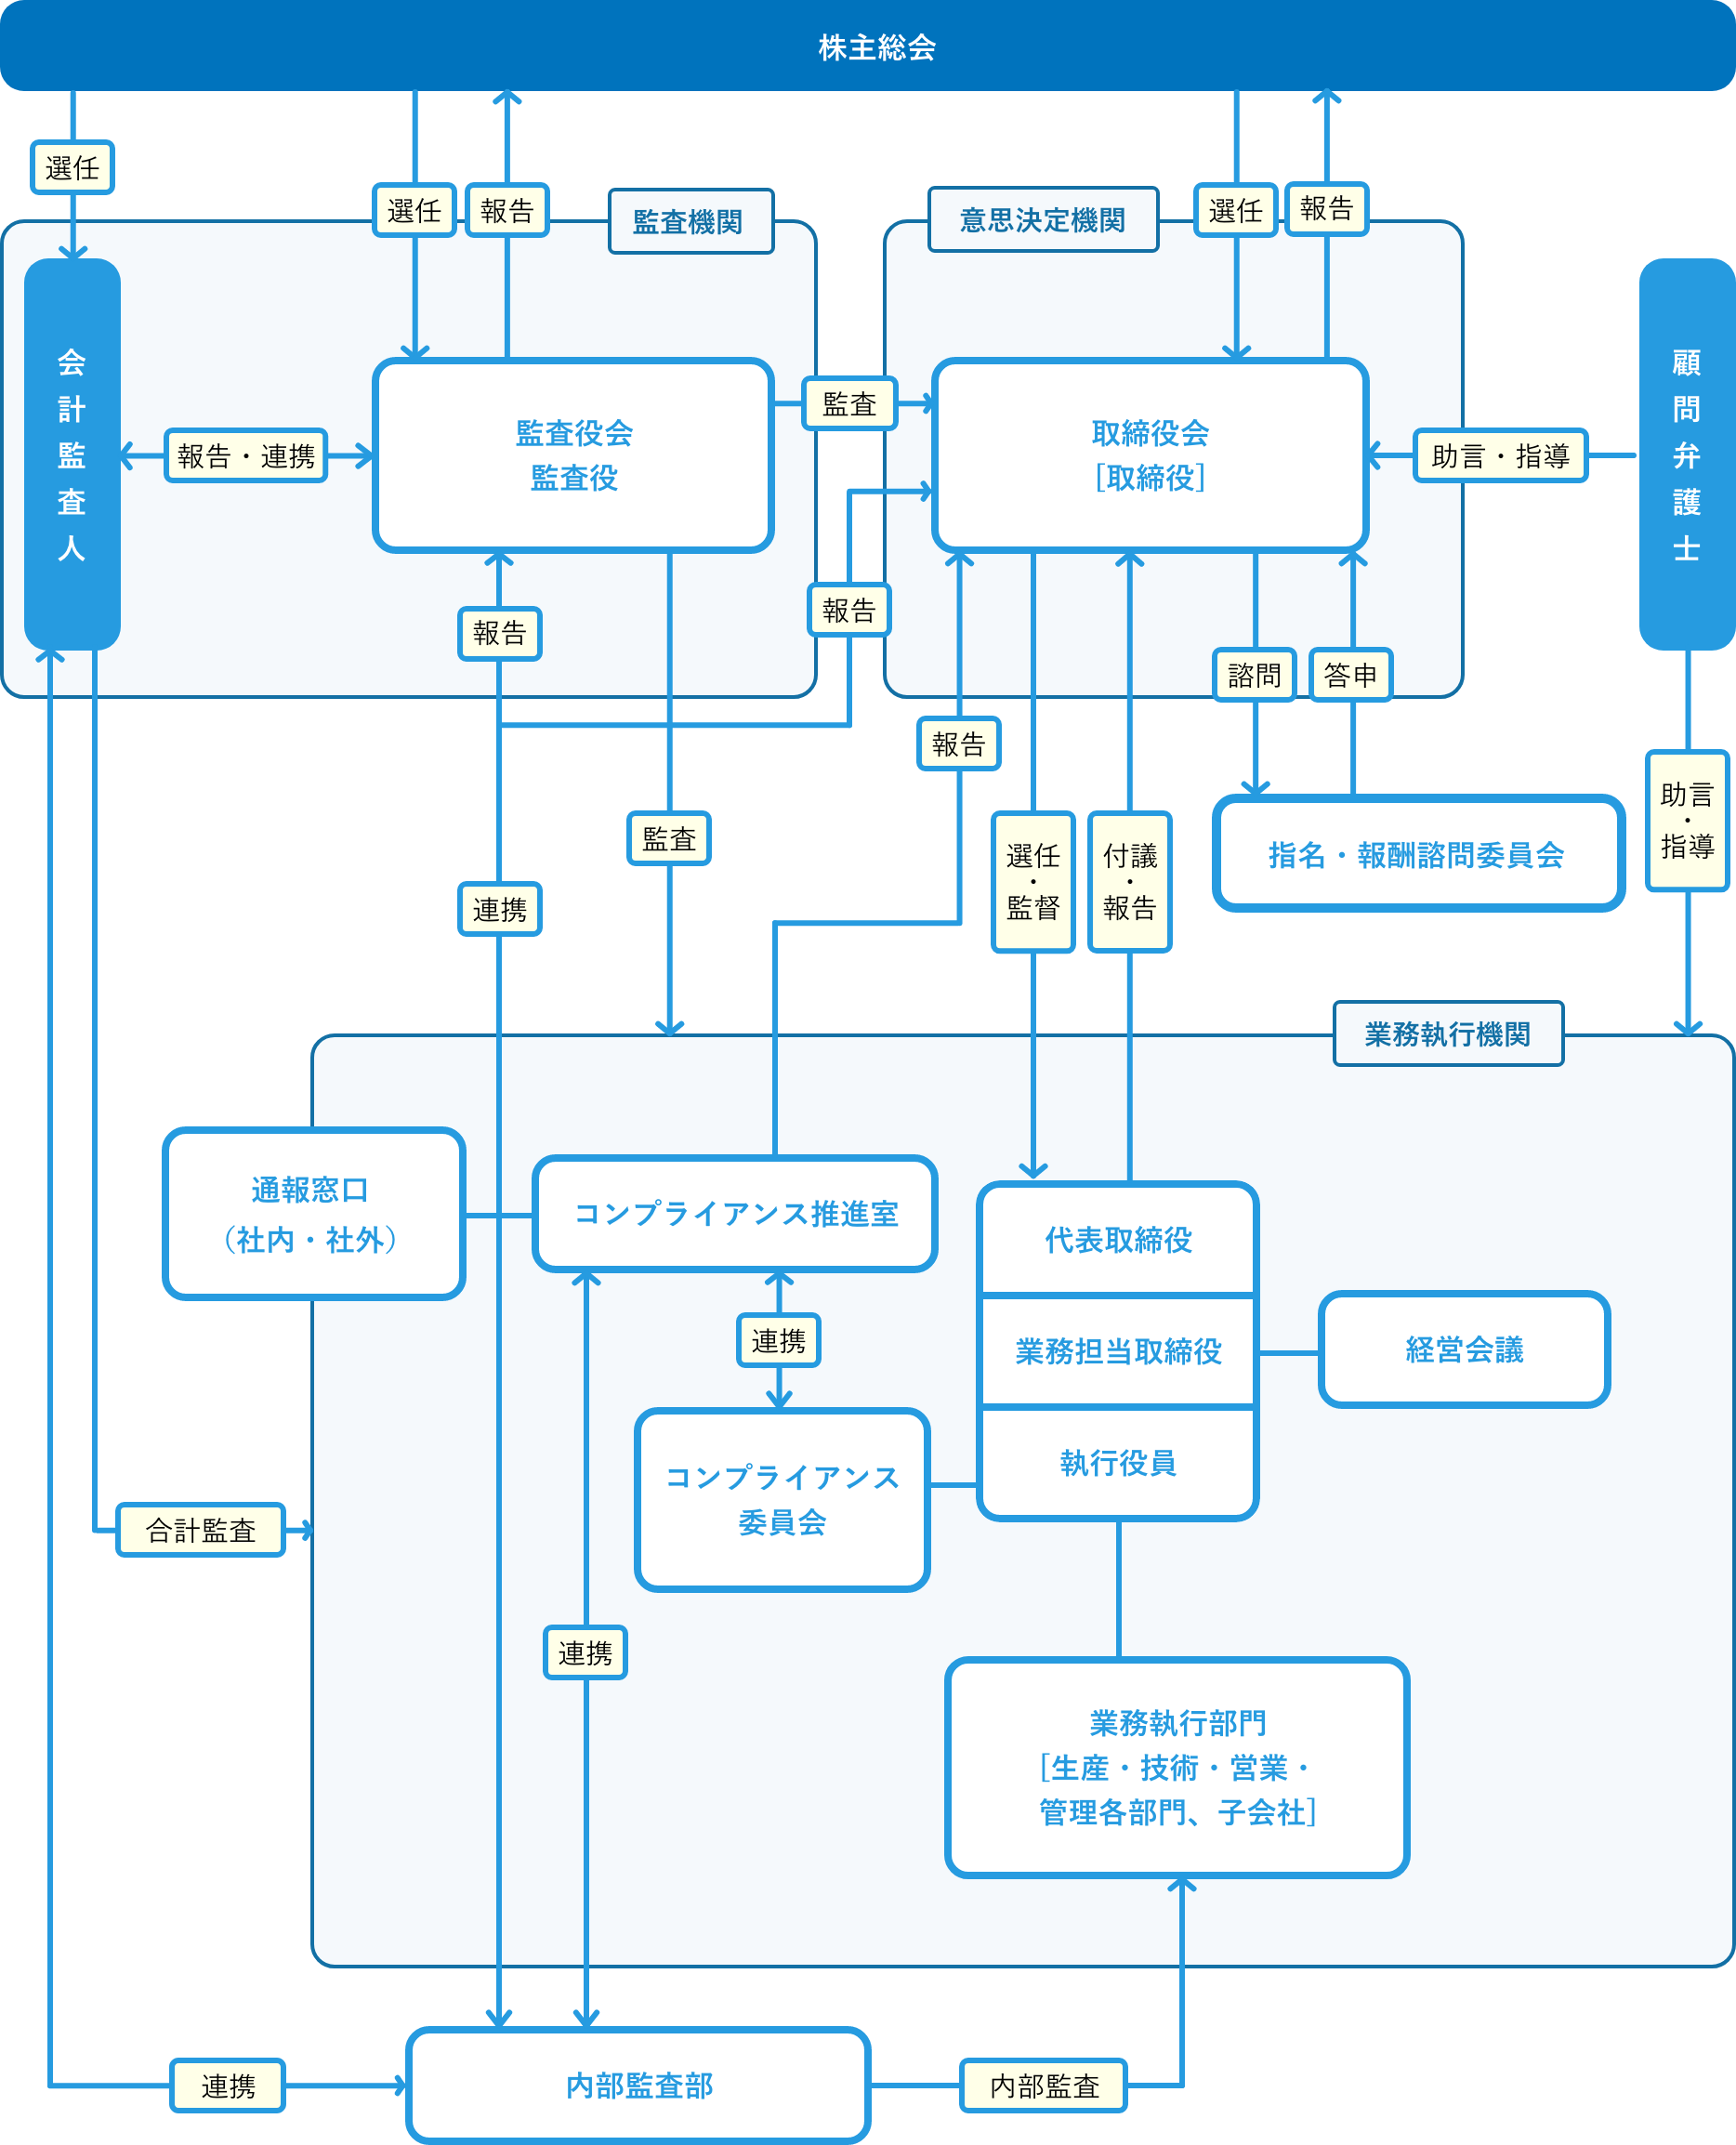 株主総会
選任
選任
報告
監査機関
意思決定機関
選任
報告
会計監査人
報告・連携
監査役会
監査役
監査
取締役会
[取締役]
助言・指導
顧問弁護士
報告
報告
諮問
答申
報告
助言
・
指導
監査
選任
・
監督
付議
・
報告
指名・報酬諮問委員会
連携
業務執行機関
通報窓口
（社内・社外）
コンプライアンス推進室
代表取締役
連携
業務担当取締役
経営会議
コンプライアンス
委員会
執行役員
合計監査
連携
業務執行部門
[生産・技術・営業・
管理各部門、子会社]
連携
内部監査部
内部監査